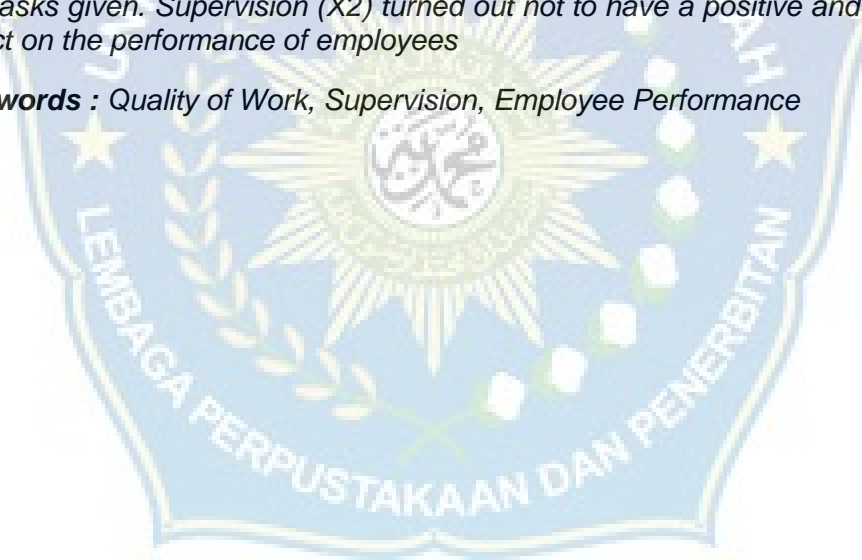 asks given. Supervision (X2) turned out not to have a positive and
ct on the performance of employees
words : Quality of Work, Supervision, Employee Performance
LEMBAGA PERPUSTAKAAN DAN PENERBITAN
محمدية